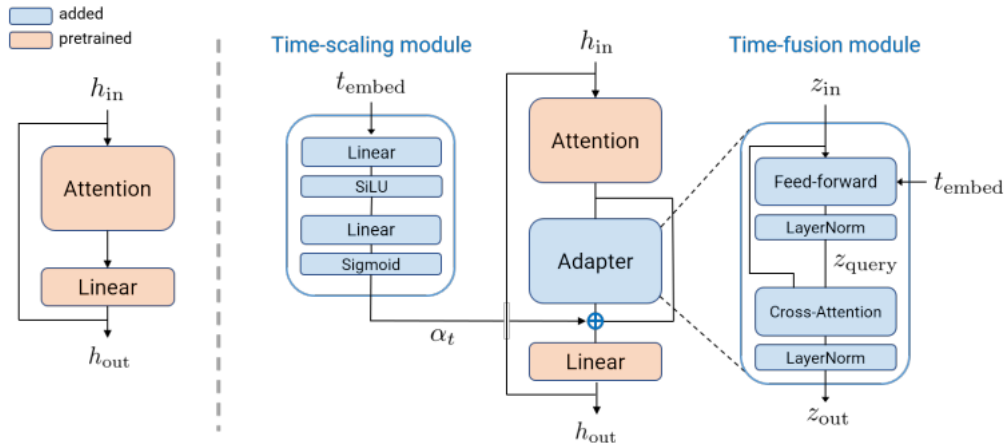 added
pretrained
h_in
Attention
Linear
h_out
Time-scaling module
t_embed
Linear
SiLU
Linear
Sigmoid
α_t
h_in
Attention
Adapter
Linear
h_out
Time-fusion module
z_in
Feed-forward
t_embed
LayerNorm
z_query
Cross-Attention
LayerNorm
z_out